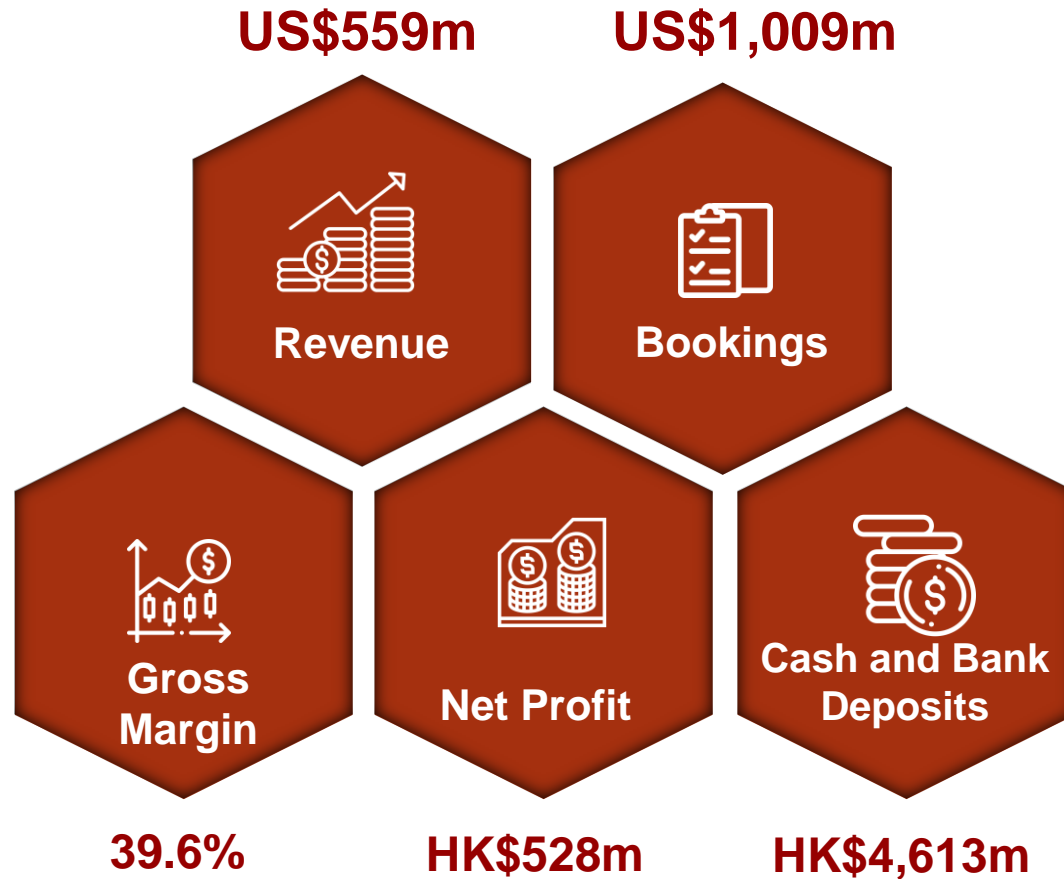 US$559m
US$1,009m
Revenue
Bookings
Gross
Margin
Net Profit
Cash and Bank
Deposits
39.6%
HK$528m
HK$4,613m